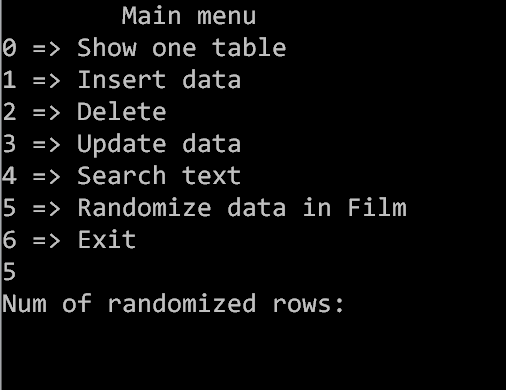 Main menu
0 => Show one table
1 => Insert data
2 => Delete
3 => Update data
4 => Search text
5 => Randomize data in Film
6 => Exit
5
Num of randomized rows: